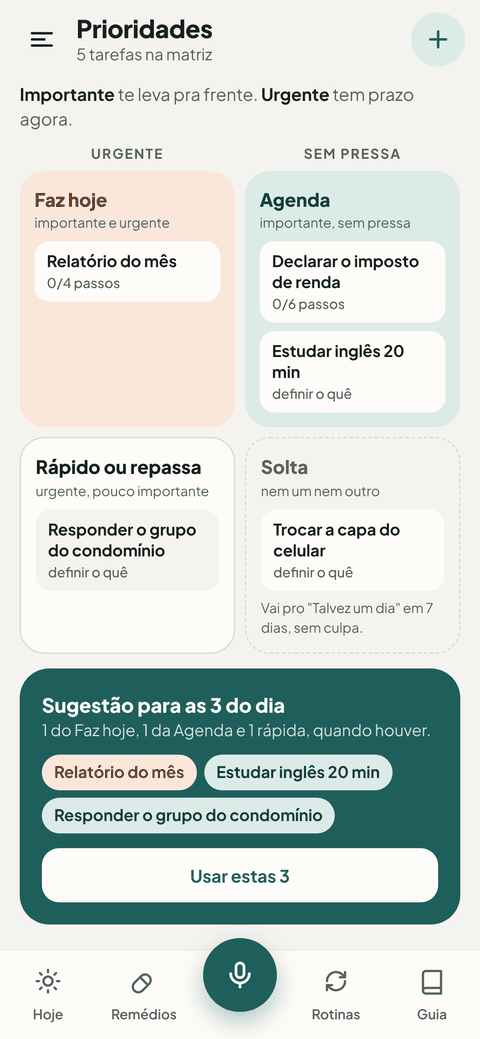 Prioridades
5 tarefas na matriz
Importante te leva pra frente. Urgente tem prazo
agora.
URGENTE
SEM PRESSA
Faz hoje
importante e urgente
Relatório do mês
0/4 passos
Agenda
importante, sem pressa
Declarar o imposto
de renda
0/6 passos
Estudar inglês 20
min
definir o quê
Rápido ou repassa
urgente, pouco importante
Responder o grupo
do condomínio
definir o quê
Solta
nem um nem outro
Trocar a capa do
celular
definir o quê
Vai pro "Talvez um dia" em 7
dias, sem culpa.
Sugestão para as 3 do dia
1 do Faz hoje, 1 da Agenda e 1 rápida, quando houver.
Relatório do mês
Estudar inglês 20 min
Responder o grupo do condomínio
Usar estas 3
Hoje
Remédios
Rotinas
Guia